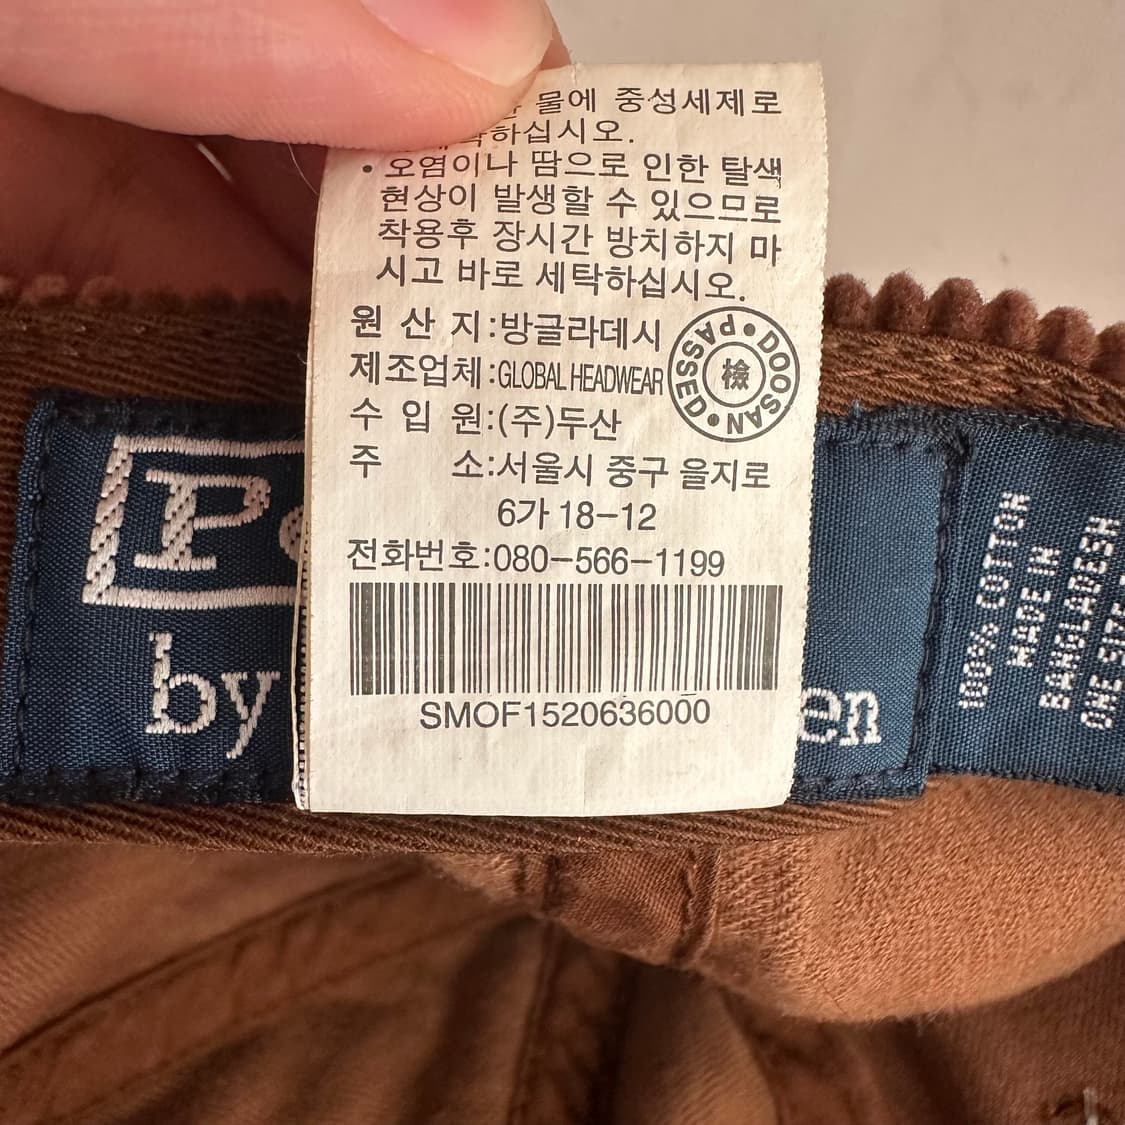 물에 중성세제로
하십시오.
• 오염이나 땀으로 인한 탈색
현상이 발생할 수 있으므로
착용후 장시간 방치하지 마
시고 바로 세탁하십시오.
원 산 지:방글라데시
제조업체:GLOBAL HEADWEAR
수 입 원:(주)두산
주 소:서울시 중구 을지로
6가 18-12
전화번호:080-566-1199
SMOF1520636000
DOOSAN•PASSED•
檢
P
by
en
100% COTTON
MADE IN
BANGLADESH
ONE SIZE